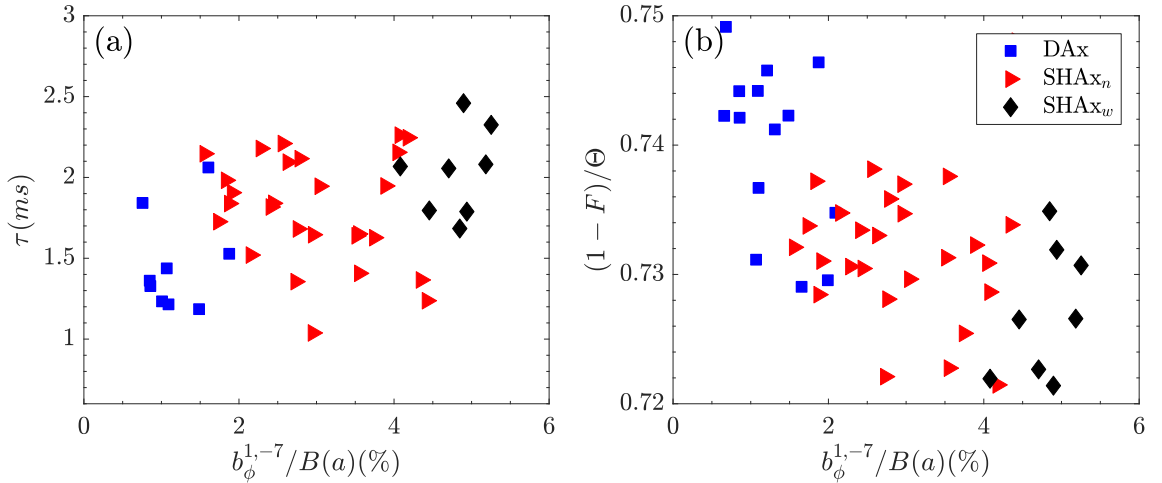 (a)
3
2.5
2
1.5
1
τ(ms)
0 2 4 6
b_ϕ^{1,−7}/B(a)(%)
(b)
DAx
SHAx_n
SHAx_w
0.75
0.74
0.73
0.72
(1 − F)/Θ
0 2 4 6
b_ϕ^{1,−7}/B(a)(%)